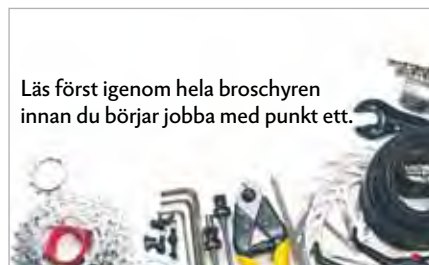 Läs först igenom hela broschyren
innan du börjar jobba med punkt ett.